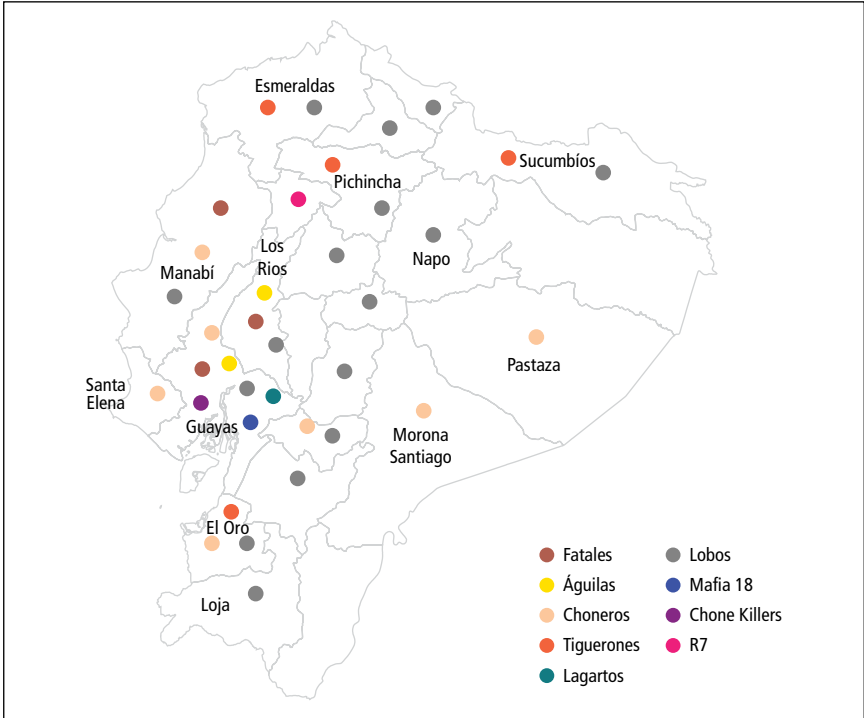 Esmeraldas
Sucumbíos
Pichincha
Los
Rios
Napo
Manabí
Pastaza
Santa
Elena
Guayas
Morona
Santiago
El Oro
Loja
Fatales
Lobos
Águilas
Mafia 18
Choneros
Chone Killers
Tiguerones
R7
Lagartos